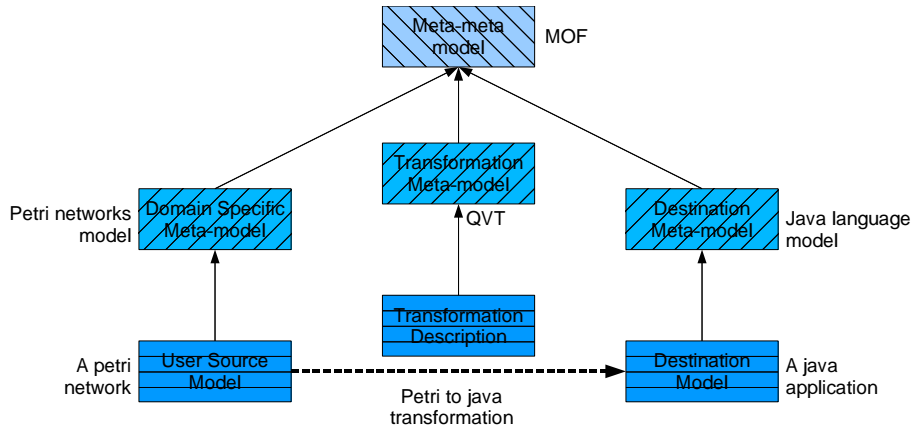 Meta-meta
model
MOF
Transformation
Meta-model
QVT
Petri networks
model
Domain Specific
Meta-model
Destination
Meta-model
Java language
model
Transformation
Description
A petri
network
User Source
Model
Destination
Model
A java
application
Petri to java
transformation